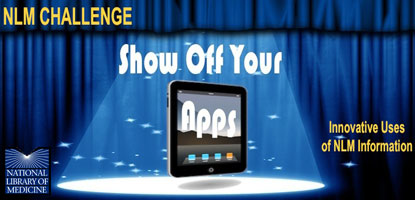 NLM CHALLENGE
Show Off Your
Apps
Innovative Uses
of NLM Information
NATIONAL
LIBRARY OF
MEDICINE